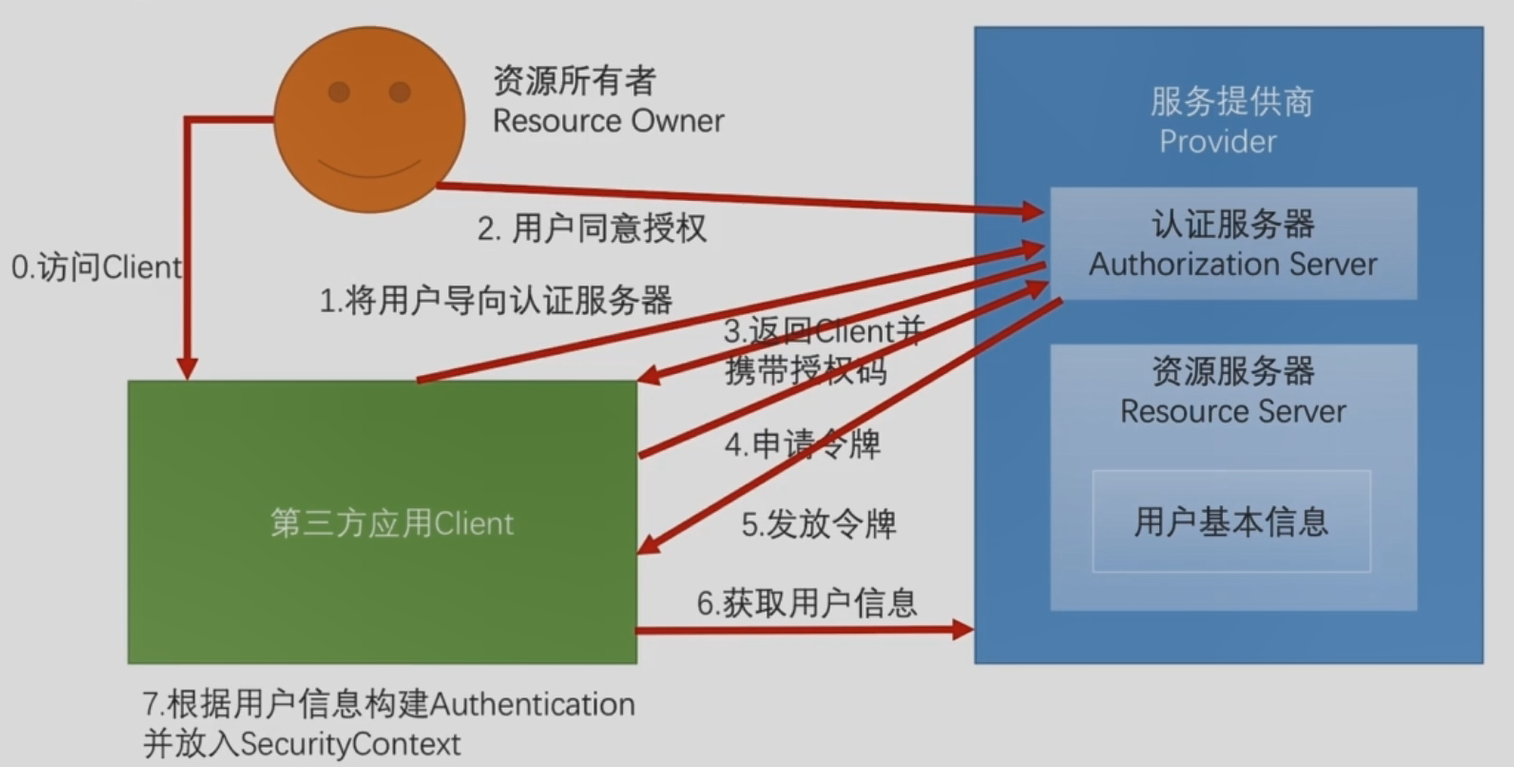 资源所有者
Resource Owner
服务提供商
Provider
2. 用户同意授权
认证服务器
Authorization Server
0.访问Client
1.将用户导向认证服务器
3.返回Client并
携带授权码
资源服务器
Resource Server
4.申请令牌
第三方应用Client
5.发放令牌
用户基本信息
6.获取用户信息
7.根据用户信息构建Authentication
并放入SecurityContext